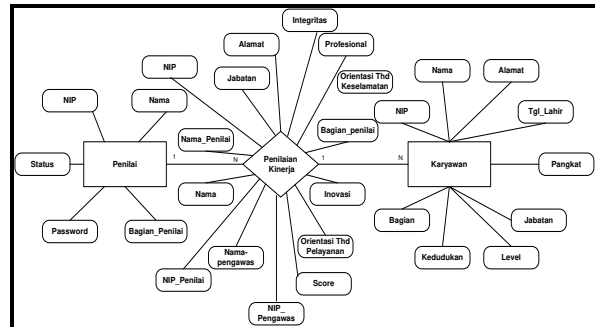 Integritas
Alamat
Profesional
NIP
Jabatan
Orientasi Thd
Keselamatan
Nama
Alamat
NIP
Nama
Nama_Penilai
Bagian_penilai
NIP
Tgl_Lahir
Status
Penilai
1
N
Penilaian
Kinerja
1
N
Karyawan
Pangkat
Nama
Inovasi
Password
Bagian_Penilai
Nama-
pengawas
Orientasi Thd
Pelayanan
Bagian
Jabatan
NIP_Penilai
Score
Kedudukan
Level
NIP_
Pengawas